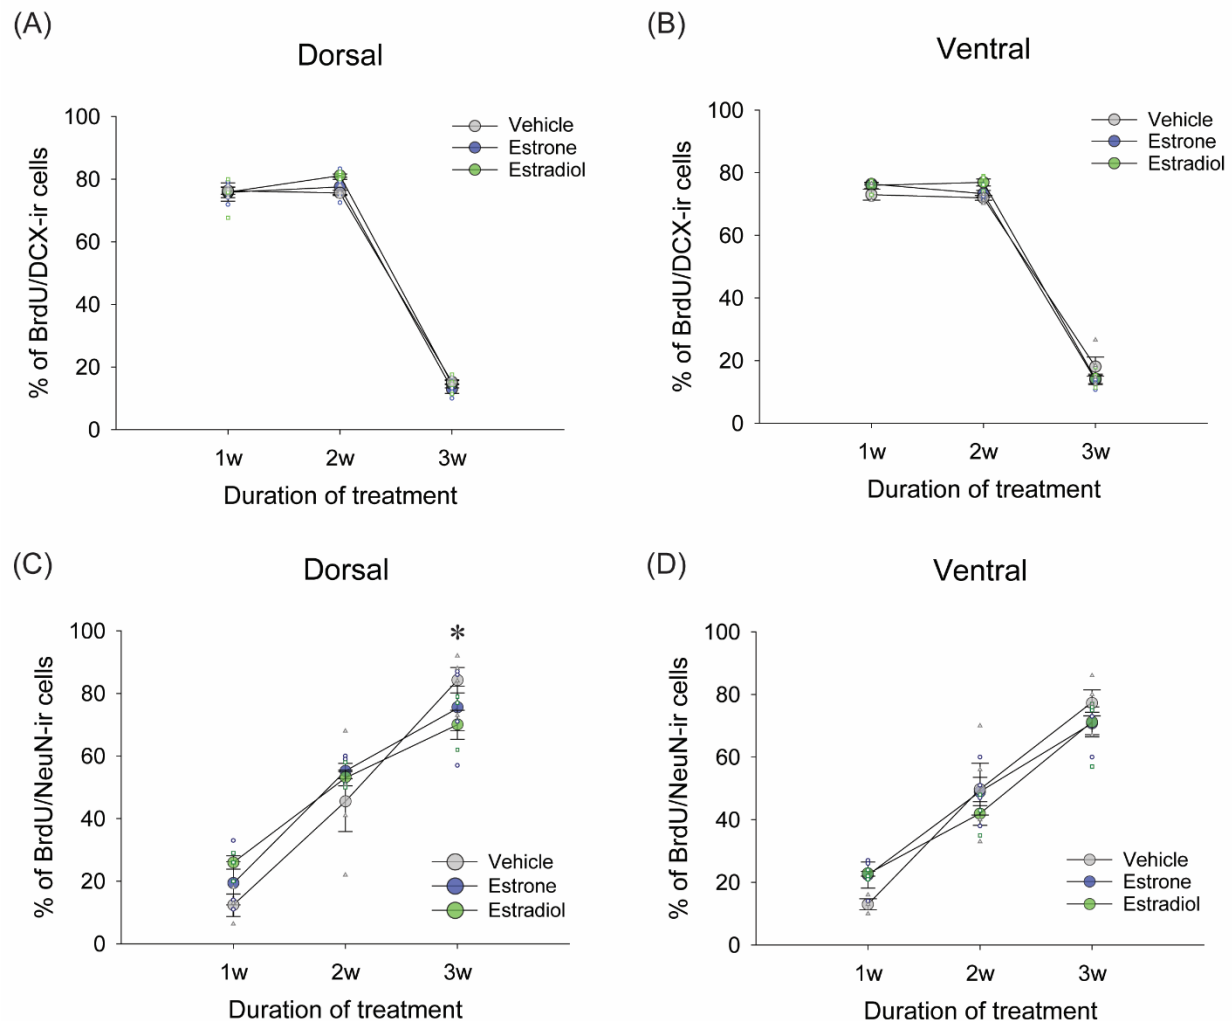 (A)
Dorsal
% of BrdU/DCX-ir cells
100
80
60
40
20
0
Vehicle
Estrone
Estradiol
1w 2w 3w
Duration of treatment
(B)
Ventral
% of BrdU/DCX-ir cells
100
80
60
40
20
0
Vehicle
Estrone
Estradiol
1w 2w 3w
Duration of treatment
(C)
Dorsal
% of BrdU/NeuN-ir cells
100
80
60
40
20
0
*
Vehicle
Estrone
Estradiol
1w 2w 3w
Duration of treatment
(D)
Ventral
% of BrdU/NeuN-ir cells
100
80
60
40
20
0
Vehicle
Estrone
Estradiol
1w 2w 3w
Duration of treatment